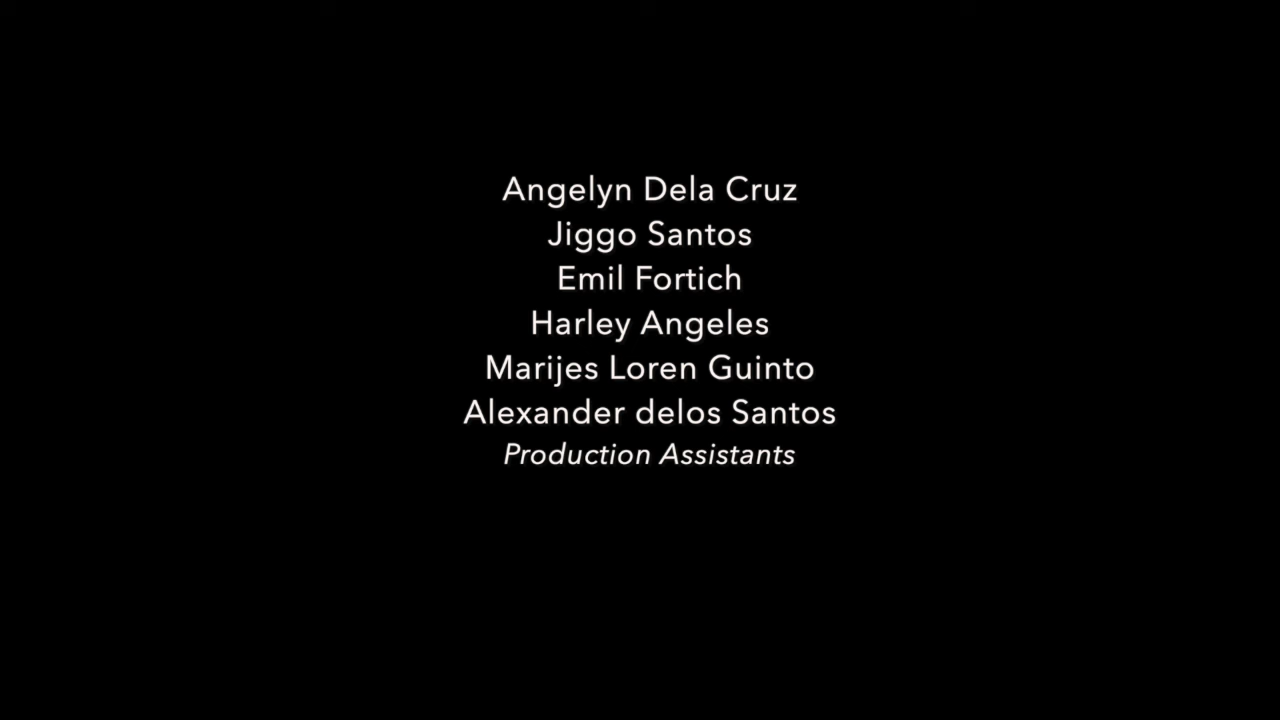 Angelyn Dela Cruz
Jiggo Santos
Emil Fortich
Harley Angeles
Marijes Loren Guinto
Alexander delos Santos
Production Assistants